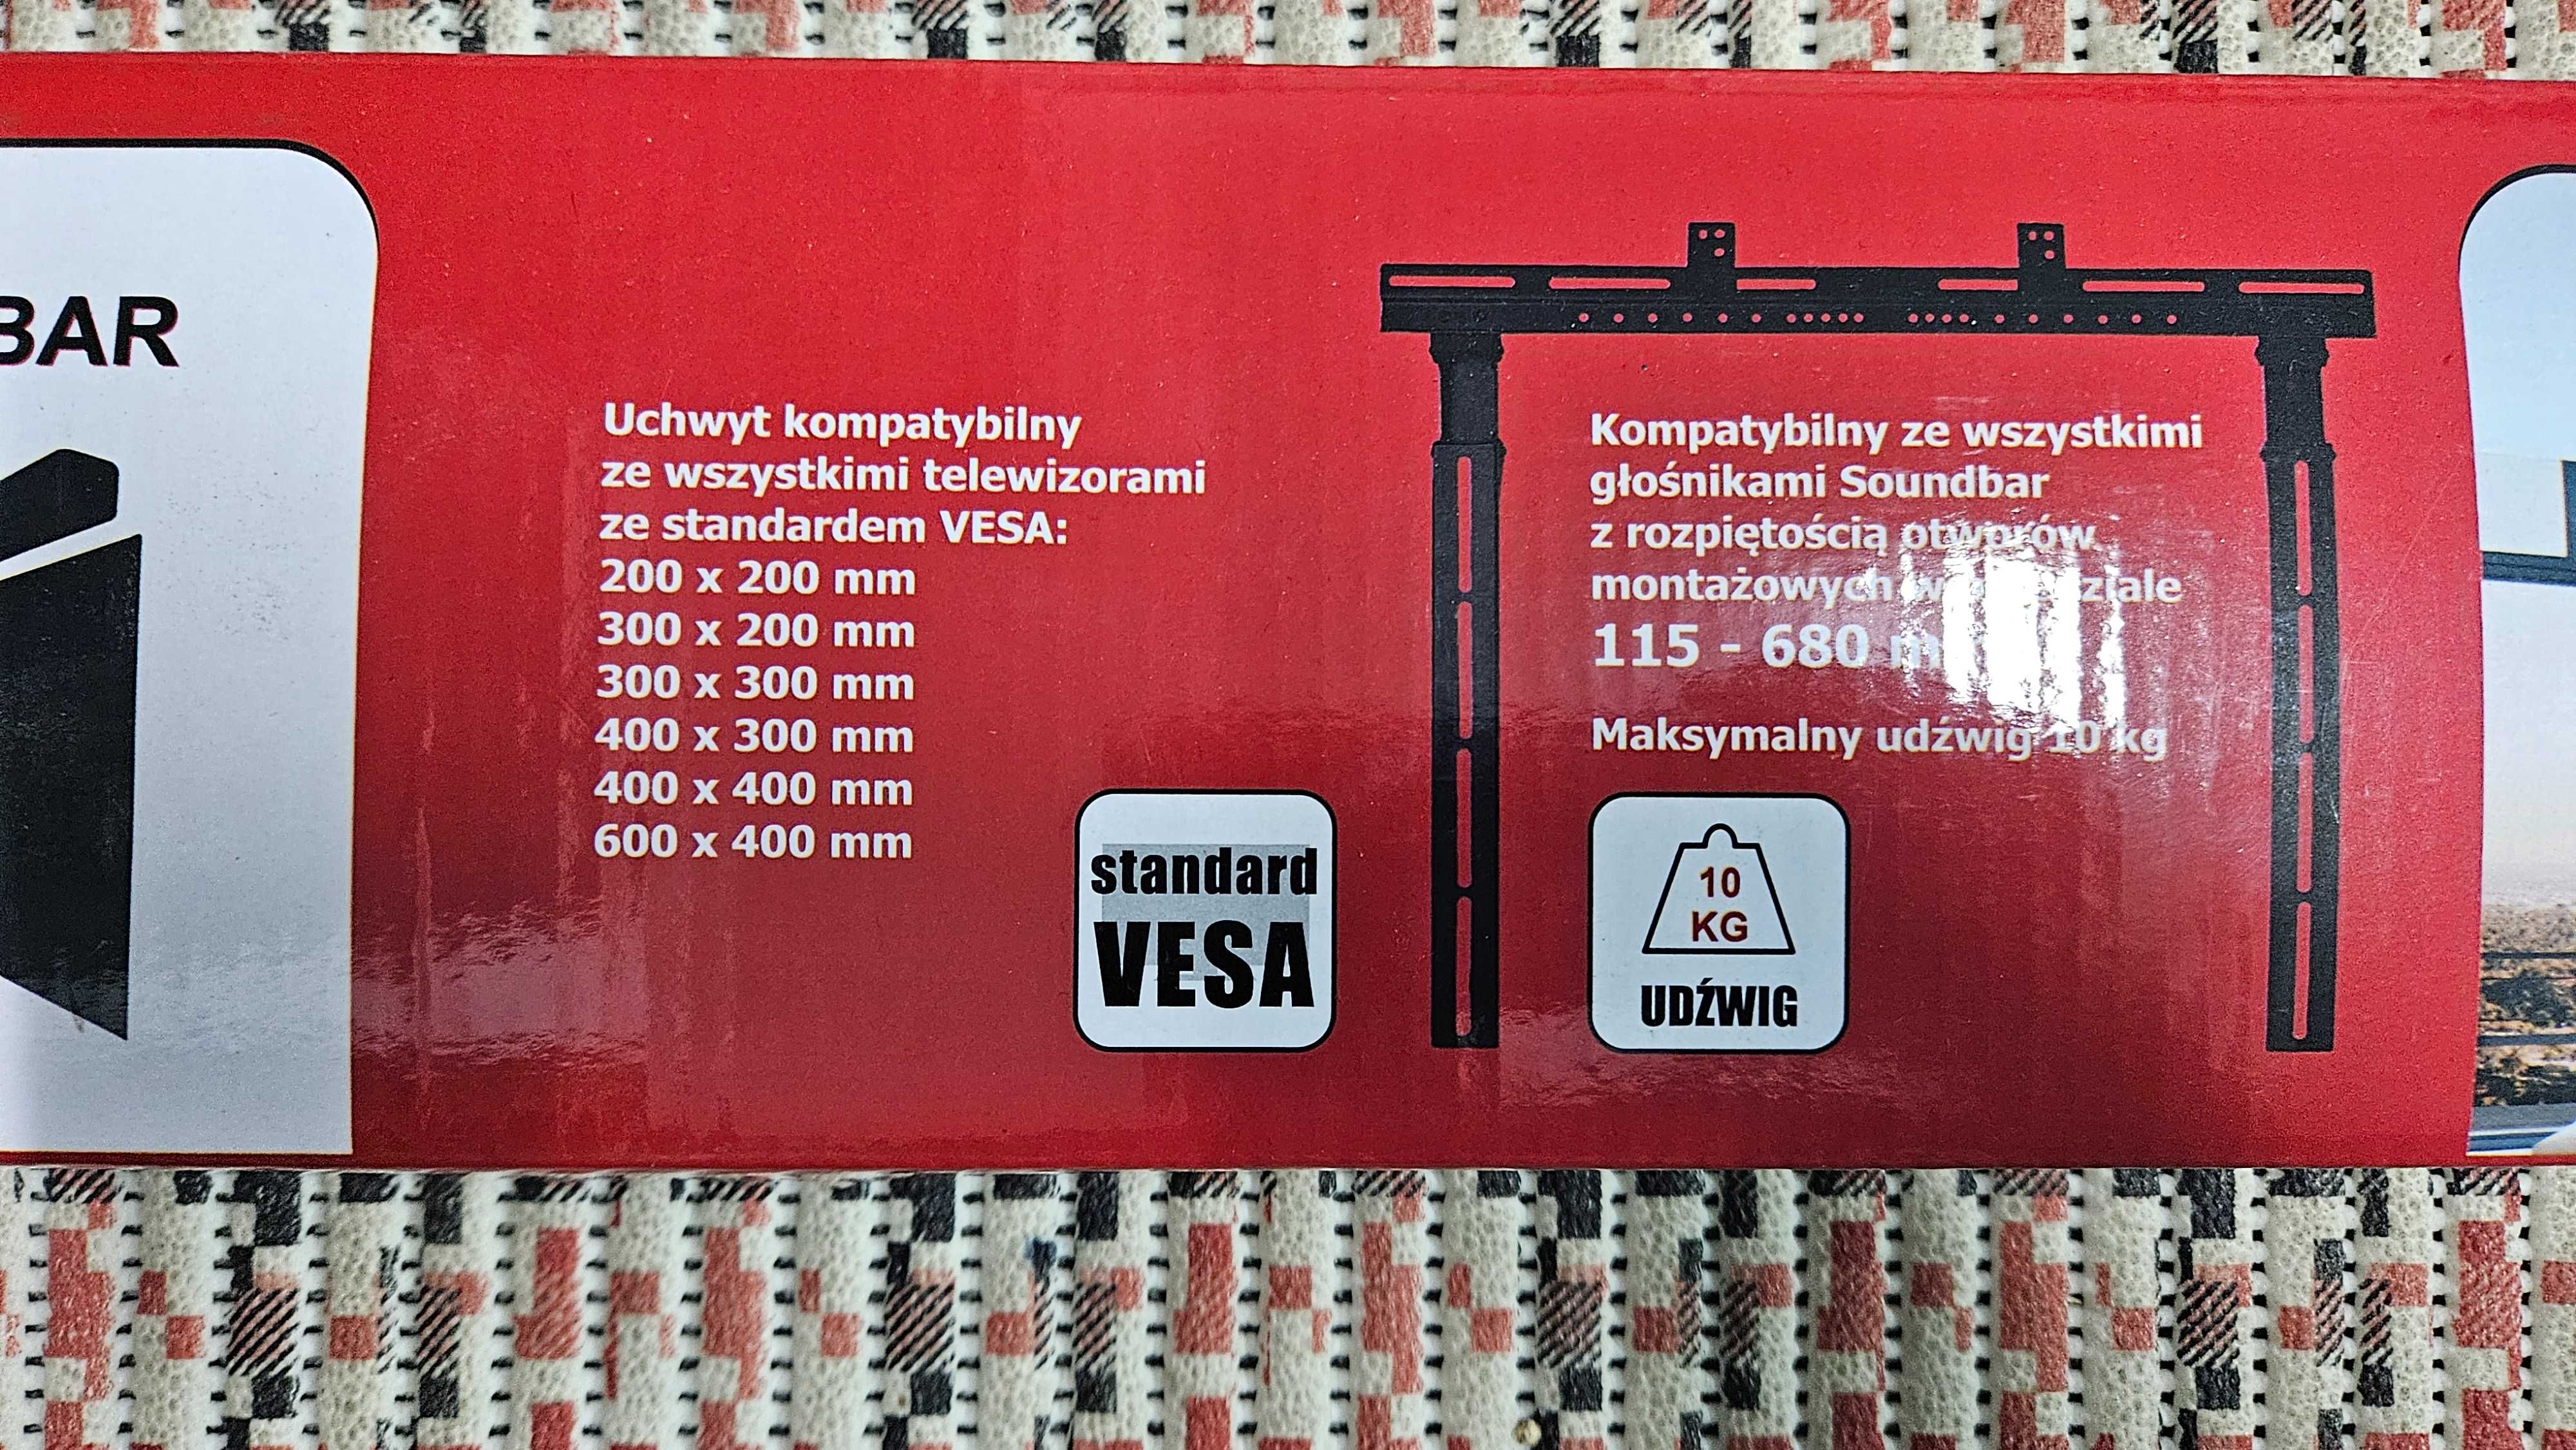 BAR
Uchwyt kompatybilny
ze wszystkimi telewizorami
ze standardem VESA:
200 x 200 mm
300 x 200 mm
300 x 300 mm
400 x 300 mm
400 x 400 mm
600 x 400 mm
standard
VESA
Kompatybilny ze wszystkimi
głośnikami Soundbar
z rozpiętością otworów
montażowych
115 - 680
Maksymalny udźwig 10 kg
10
KG
UDŹWIG